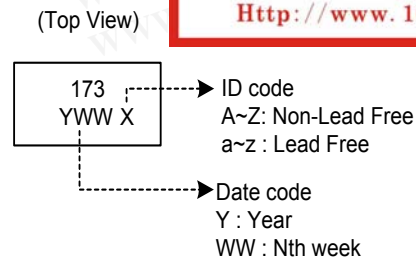 (Top View)
Http://www. 1
173
YWW X
ID code
A~Z: Non-Lead Free
a~z : Lead Free
Date code
Y : Year
WW : Nth week